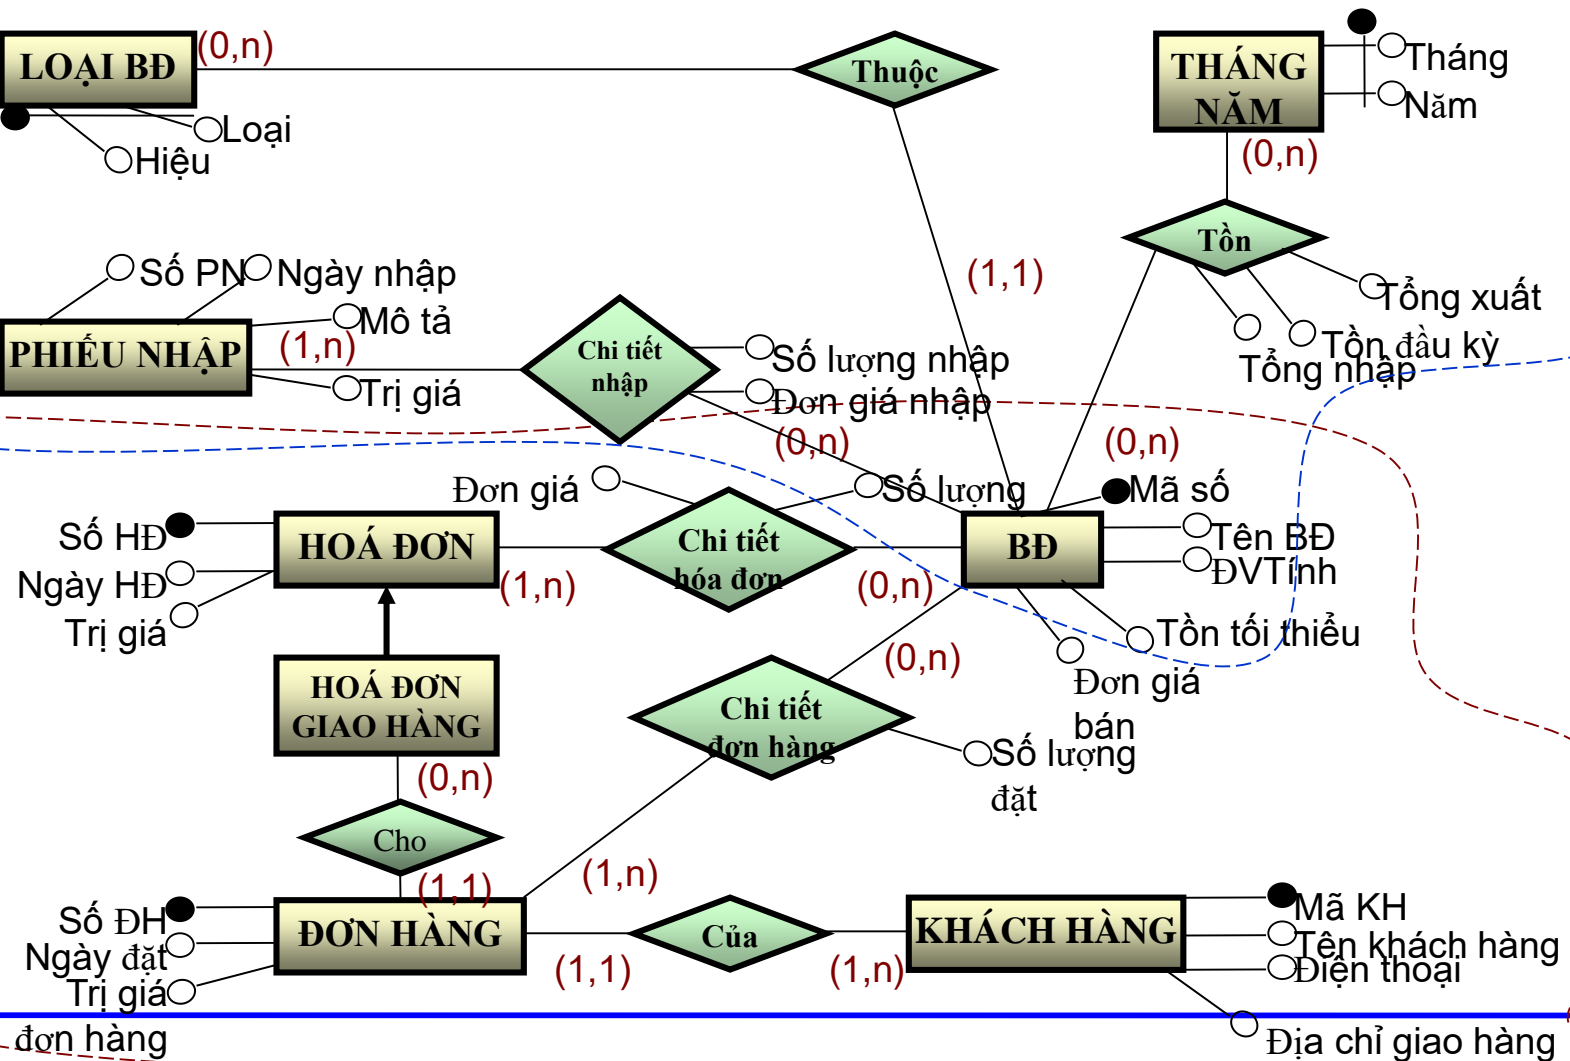 LOẠI BĐ
(0,n)
Thuộc
THÁNG
NĂM
Tháng
Năm
Loại
Hiệu
(0,n)
Tồn
Số PN
Ngày nhập
Mô tả
(1,1)
Tổng xuất
Tồn đầu kỳ
Tổng nhập
PHIẾU NHẬP
(1,n)
Chi tiết
nhập
Số lượng nhập
Đơn giá nhập
Trị giá
(0,n)
(0,n)
Đơn giá
Số lượng
Mã số
Số HĐ
HOÁ ĐƠN
Chi tiết
hóa đơn
BĐ
Tên BĐ
ĐVTính
Ngày HĐ
(1,n)
(0,n)
Trị giá
Tồn tối thiểu
(0,n)
Đơn giá
bán
HOÁ ĐƠN
GIAO HÀNG
Chi tiết
đơn hàng
Số lượng
đặt
(0,n)
Cho
(1,1)
(1,n)
Số ĐH
Ngày đặt
Trị giá
đơn hàng
ĐƠN HÀNG
Của
KHÁCH HÀNG
Mã KH
Tên khách hàng
Điện thoại
(1,1)
(1,n)
Địa chỉ giao hàng